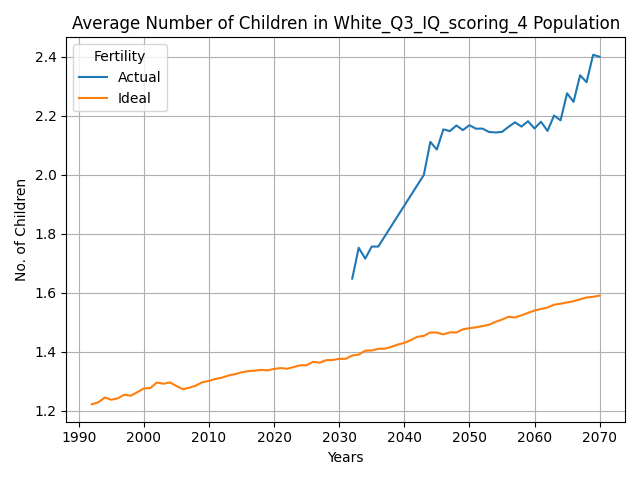 Average Number of Children in White_Q3_IQ_scoring_4 Population
Fertility
Actual
Ideal
No. of Children
2.4
2.2
2.0
1.8
1.6
1.4
1.2
1990 2000 2010 2020 2030 2040 2050 2060 2070
Years